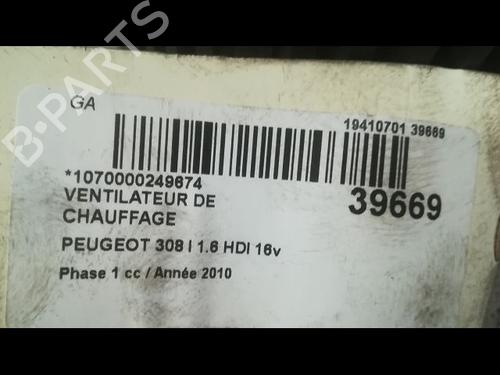 GA
19410701 39669
*1070000249674
39669
VENTILATEUR DE
CHAUFFAGE
PEUGEOT 308 I 1.6 HDI 16v
Phase 1 cc / Année 2010
B-PARTS